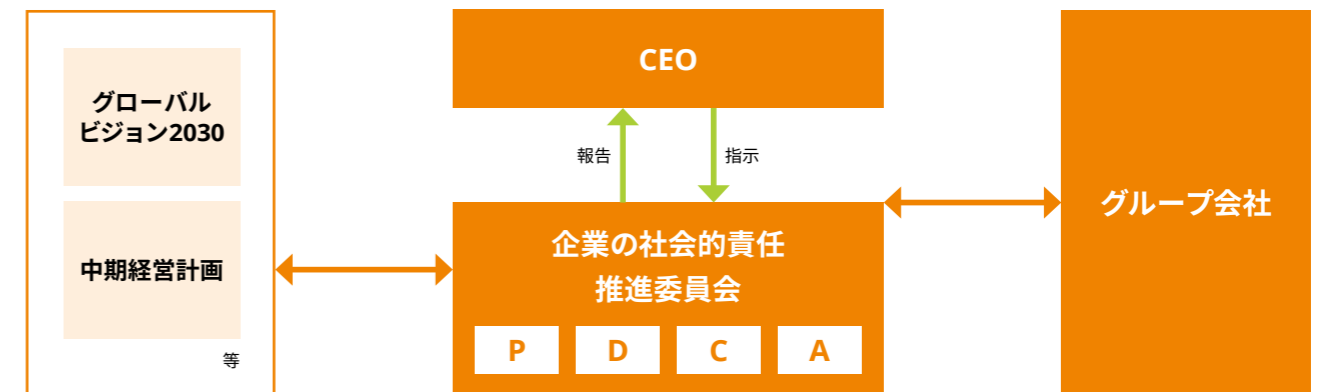 グローバル
ビジョン2030
中期経営計画
等
CEO
報告
指示
企業の社会的責任
推進委員会
P
D
C
A
グループ会社